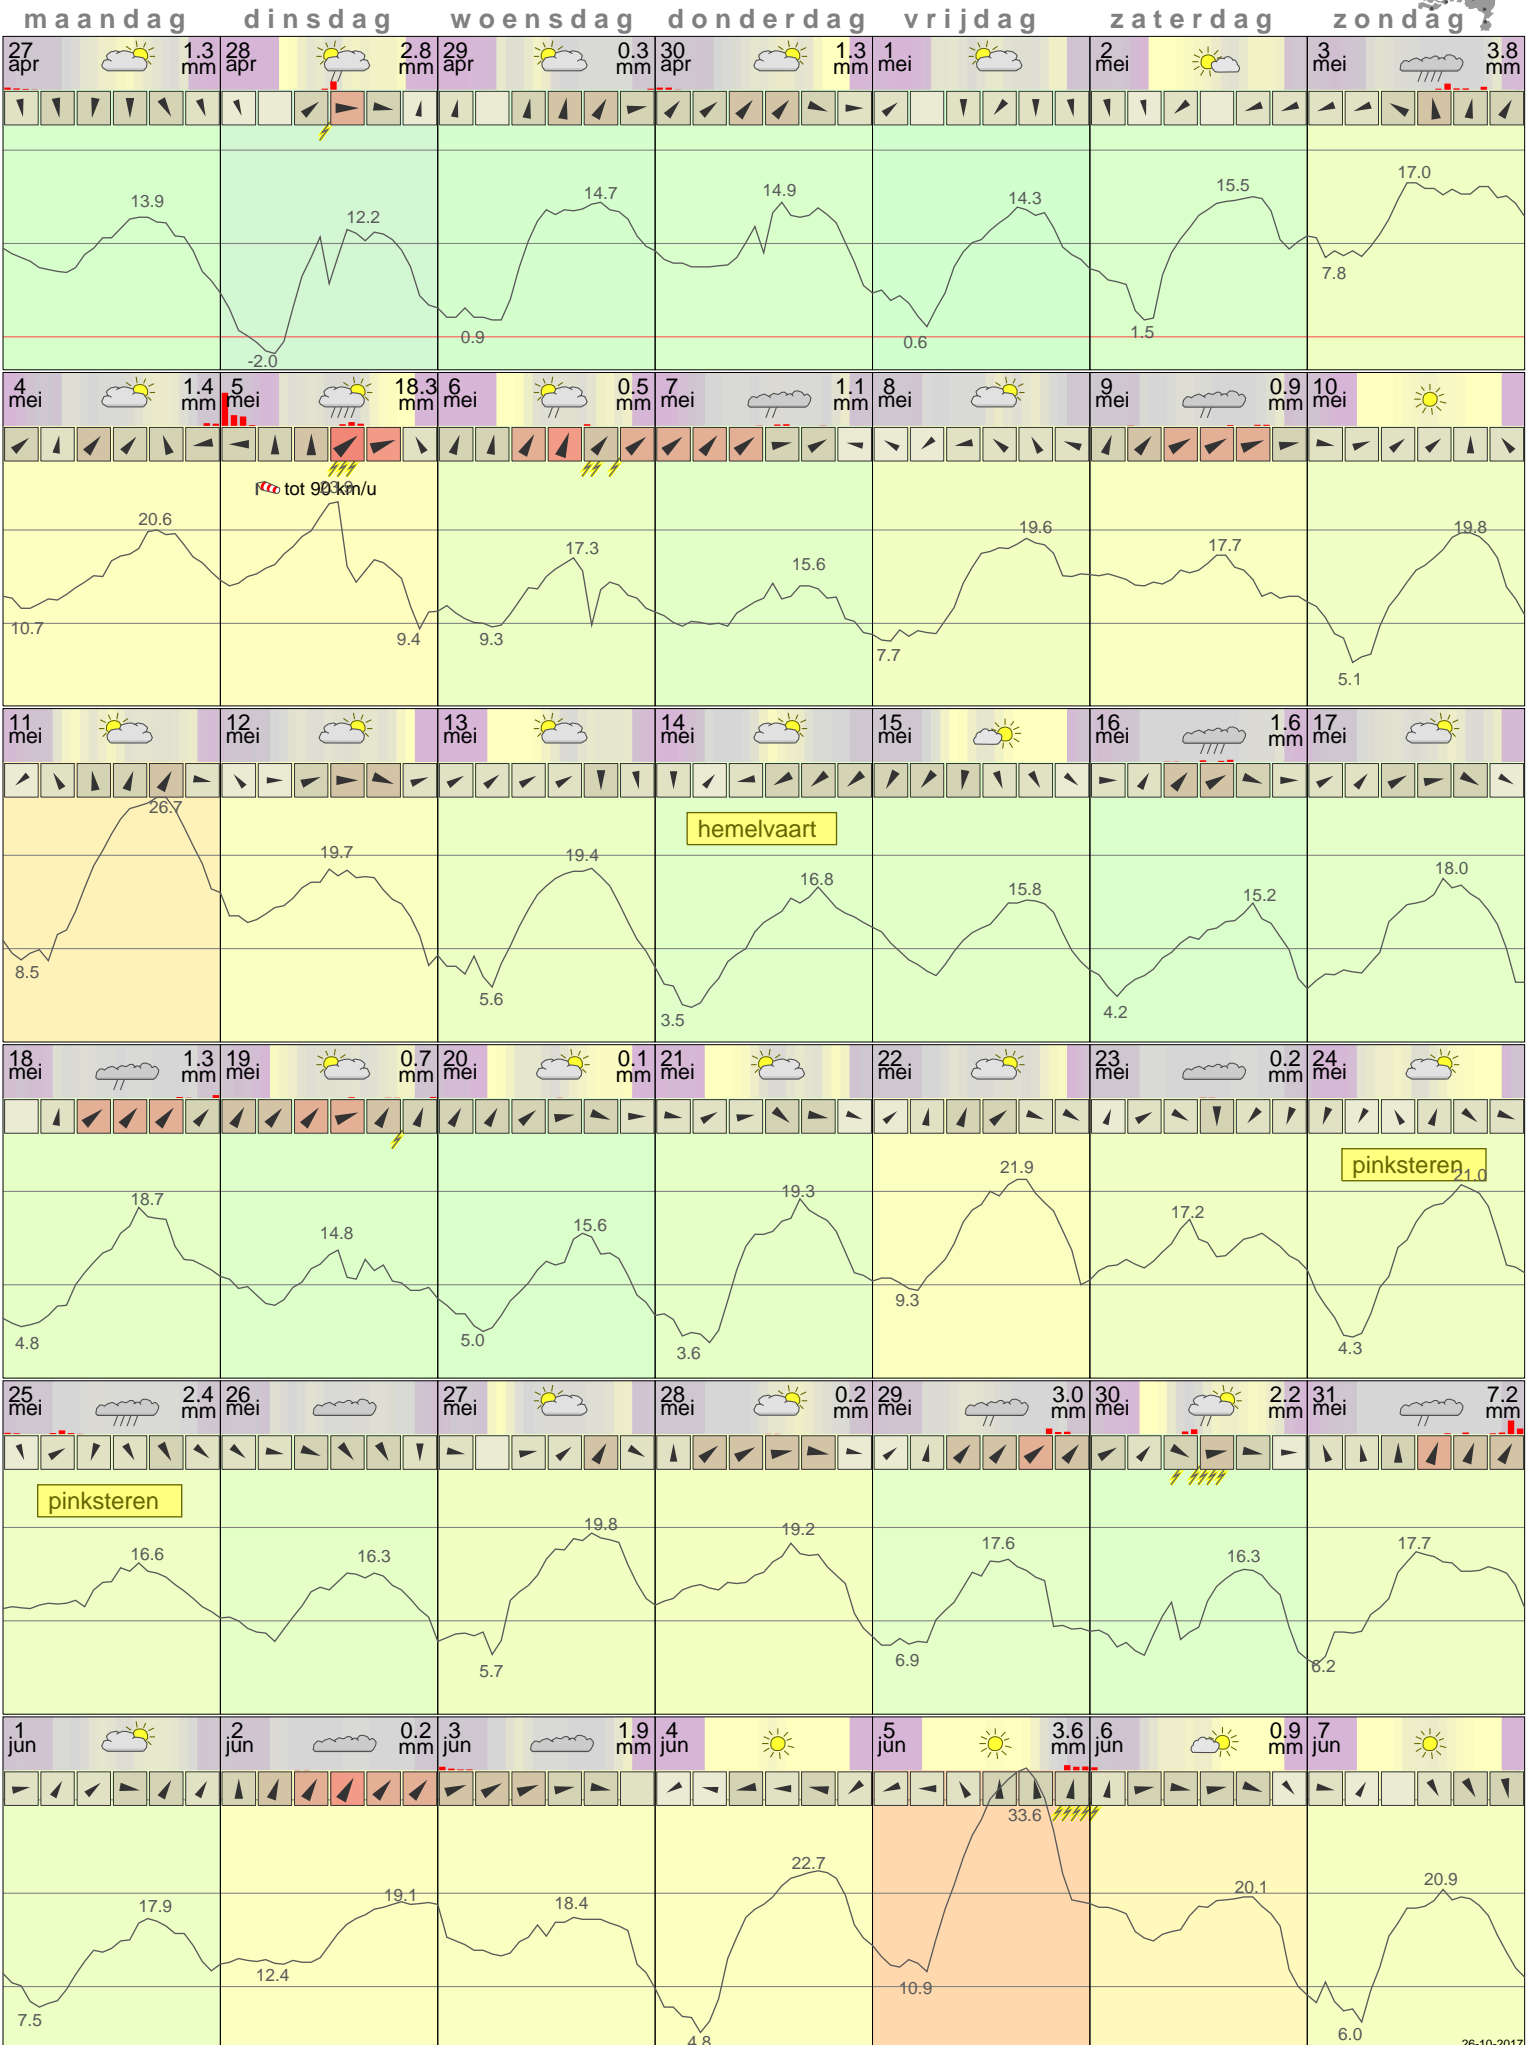 maandag dinsdag woensdag donderdag vrijdag zaterdag zondag
27 apr 1.3 mm 28 apr 2.8 mm 29 apr 0.3 mm 30 apr 1.3 mm 1 mei 2 mei 3 mei 3.8 mm
13.9 -2.0 12.2 0.9 14.7 14.9 0.6 14.3 1.5 15.5 7.8 17.0
4 mei 1.4 mm 5 mei 18.3 mm 6 mei 0.5 mm 7 mei 1.1 mm 8 mei 9 mei 0.9 mm 10 mei
tot 90 km/u
10.7 20.6 9.4 9.3 17.3 15.6 7.7 19.6 17.7 5.1 19.8
11 mei 12 mei 13 mei 14 mei 15 mei 16 mei 1.6 mm 17 mei
hemelvaart
8.5 26.7 19.7 5.6 19.4 3.5 16.8 15.8 4.2 15.2 18.0
18 mei 1.3 mm 19 mei 0.7 mm 20 mei 0.1 mm 21 mei 22 mei 23 mei 0.2 mm 24 mei
pinksteren
4.8 18.7 14.8 5.0 15.6 3.6 19.3 9.3 21.9 17.2 4.3 21.0
25 mei 2.4 mm 26 mei 27 mei 28 mei 0.2 mm 29 mei 3.0 mm 30 mei 2.2 mm 31 mei 7.2 mm
pinksteren
16.6 16.3 5.7 19.8 19.2 6.9 17.6 16.3 6.2 17.7
1 jun 2 jun 0.2 mm 3 jun 1.9 mm 4 jun 5 jun 3.6 mm 6 jun 0.9 mm 7 jun
7.5 17.9 12.4 19.1 18.4 4.8 22.7 10.9 33.6 20.1 6.0 20.9
26-10-2017